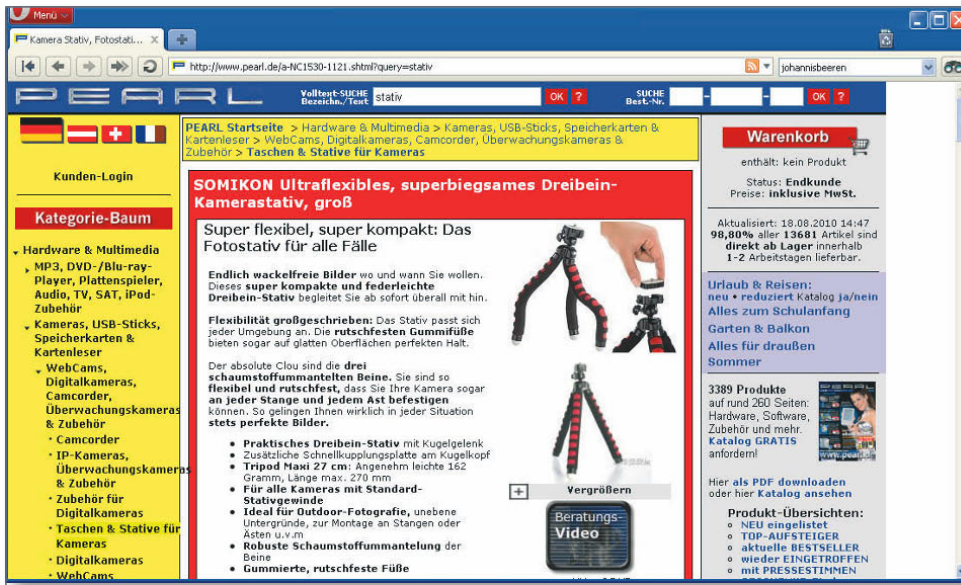 Menü
Kamera Stativ, Fotostati...
http://www.pearl.de/a-NC1530-1121.shtml?query=stativ
johannisbeeren
PEARL
Volltext-SUCHE
Bezeichn./Text
stativ
OK ?
SUCHE
Best.-Nr.
- -
OK ?
Kunden-Login
Kategorie-Baum
Hardware & Multimedia
MP3, DVD-/Blu-ray-
Player, Plattenspieler,
Audio, TV, SAT, iPod-
Zubehör
Kameras, USB-Sticks,
Speicherkarten &
Kartenleser
WebCams,
Digitalkameras,
Camcorder,
Überwachungskameras
& Zubehör
· Camcorder
· IP-Kameras,
Überwachungskameras
& Zubehör
· Zubehör für
Digitalkameras
· Taschen & Stative für
Kameras
· Digitalkameras
· WebCams
PEARL Startseite > Hardware & Multimedia > Kameras, USB-Sticks, Speicherkarten &
Kartenleser > WebCams, Digitalkameras, Camcorder, Überwachungskameras &
Zubehör > Taschen & Stative für Kameras
SOMIKON Ultraflexibles, superbiegsames Dreibein-
Kamerastativ, groß
Super flexibel, super kompakt: Das
Fotostativ für alle Fälle
Endlich wackelfreie Bilder wo und wann Sie wollen.
Dieses super kompakte und federleichte
Dreibein-Stativ begleitet Sie ab sofort überall mit hin.
Flexibilität großgeschrieben: Das Stativ passt sich
jeder Umgebung an. Die rutschfesten Gummifüße
bieten sogar auf glatten Oberflächen perfekten Halt.
Der absolute Clou sind die drei
schaumstoffummantelten Beine. Sie sind so
flexibel und rutschfest, dass Sie Ihre Kamera sogar
an jeder Stange und jedem Ast befestigen
können. So gelingen Ihnen wirklich in jeder Situation
stets perfekte Bilder.
• Praktisches Dreibein-Stativ mit Kugelgelenk
• Zusätzliche Schnellkupplungsplatte am Kugelkopf
• Tripod Maxi 27 cm: Angenehm leichte 162
Gramm, Länge max. 270 mm
• Für alle Kameras mit Standard-
Stativgewinde
• Ideal für Outdoor-Fotografie, unebene
Untergründe, zur Montage an Stangen oder
Ästen u.v.m
• Robuste Schaumstoffummantelung der
Beine
• Gummierte, rutschfeste Füße
+ Vergrößern
Beratungs-
Video
Warenkorb
enthält: kein Produkt
Status: Endkunde
Preise: inklusive MwSt.
Aktualisiert: 18.08.2010 14:47
98,80% aller 13681 Artikel sind
direkt ab Lager innerhalb
1-2 Arbeitstagen lieferbar.
Urlaub & Reisen:
neu • reduziert Katalog ja/nein
Alles zum Schulanfang
Garten & Balkon
Alles für draußen
Sommer
3389 Produkte
auf rund 260 Seiten:
Hardware, Software,
Zubehör und mehr.
Katalog GRATIS
anfordern!
www.pearl.
Hier als PDF downloaden
oder hier Katalog ansehen
Produkt-Übersichten:
NEU eingelistet
TOP-AUFSTEIGER
aktuelle BESTSELLER
wieder EINGETROFFEN
mit PRESSESTIMMEN